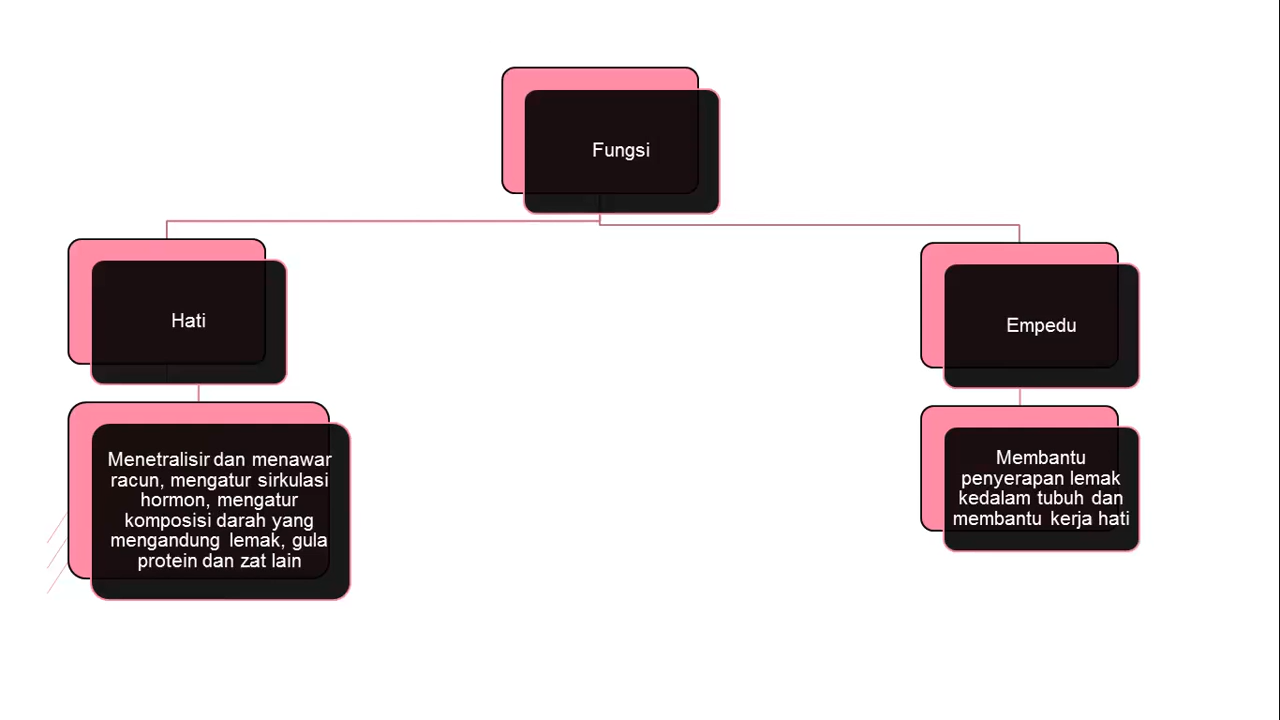 Fungsi
Hati
Empedu
Menetralisir dan menawar
racun, mengatur sirkulasi
hormon, mengatur
komposisi darah yang
mengandung lemak, gula
protein dan zat lain
Membantu
penyerapan lemak
kedalam tubuh dan
membantu kerja hati